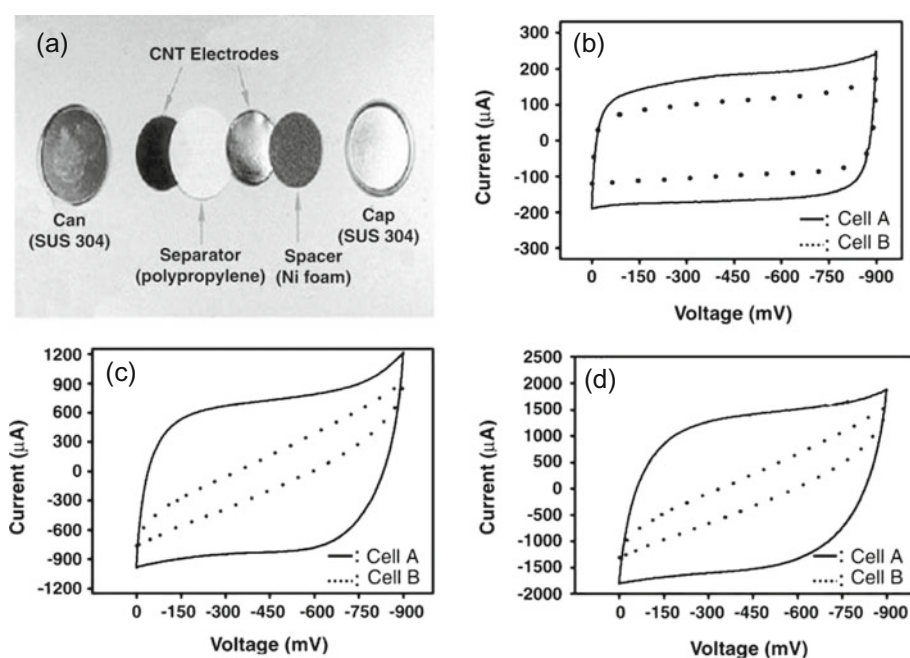 (a)
CNT Electrodes
Can
(SUS 304)
Separator
(polypropylene)
Spacer
(Ni foam)
Cap
(SUS 304)
(b)
300
200
100
0
-100
-200
-300
Current (μA)
0 -150 -300 -450 -600 -750 -900
Voltage (mV)
—: Cell A
....: Cell B
(c)
1200
900
600
300
0
-300
-600
-900
-1200
Current (μA)
0 -150 -300 -450 -600 -750 -900
Voltage (mV)
—: Cell A
....: Cell B
(d)
2500
2000
1500
1000
500
0
-500
-1000
-1500
-2000
Current (μA)
0 -150 -300 -450 -600 -750 -900
Voltage (mV)
—: Cell A
....: Cell B